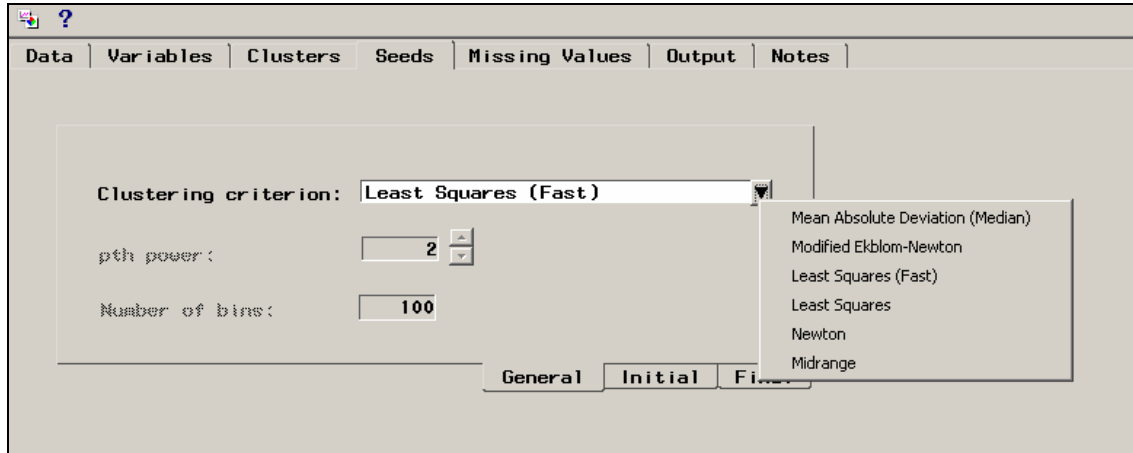 ?
Data Variables Clusters Seeds Missing Values Output Notes
Clustering criterion: Least Squares (Fast)
pth power: 2
Number of bins: 100
Mean Absolute Deviation (Median)
Modified Ekblom-Newton
Least Squares (Fast)
Least Squares
Newton
Midrange
General Initial